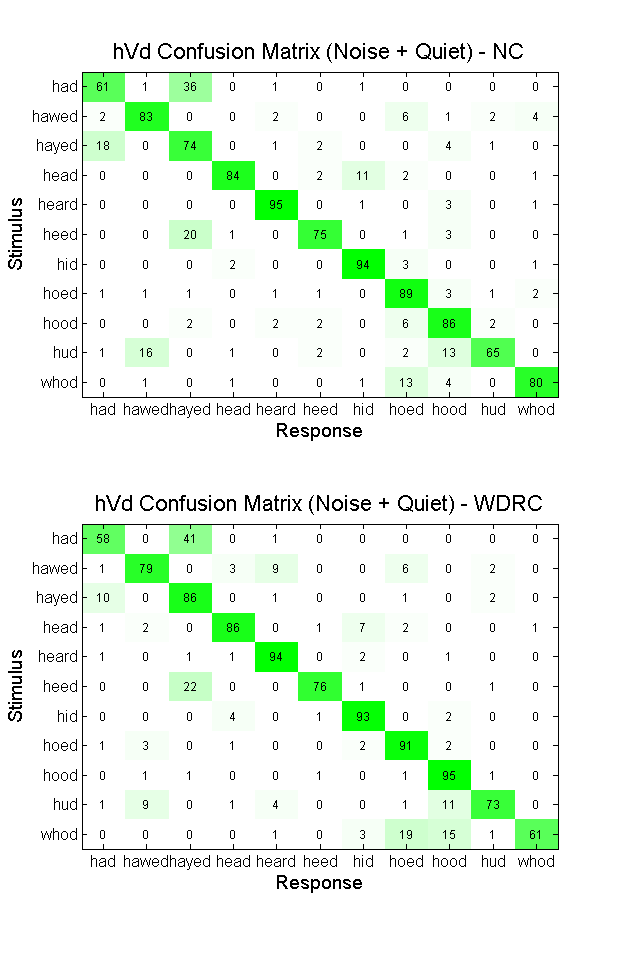 hVd Confusion Matrix (Noise + Quiet) - NC
had 61 1 36 0 1 0 1 0 0 0 0
hawed 2 83 0 0 2 0 0 6 1 2 4
hayed 18 0 74 0 1 2 0 0 4 1 0
head 0 0 0 84 0 2 11 2 0 0 1
heard 0 0 0 0 95 0 1 0 3 0 1
heed 0 0 20 1 0 75 0 1 3 0 0
hid 0 0 0 2 0 0 94 3 0 0 1
hoed 1 1 1 0 1 1 0 89 3 1 2
hood 0 0 2 0 2 2 0 6 86 2 0
hud 1 16 0 1 0 2 0 2 13 65 0
whod 0 1 0 1 0 0 1 13 4 0 80
Stimulus
had hawed hayed head heard heed hid hoed hood hud whod
Response
hVd Confusion Matrix (Noise + Quiet) - WDRC
had 58 0 41 0 1 0 0 0 0 0 0
hawed 1 79 0 3 9 0 0 6 0 2 0
hayed 10 0 86 0 1 0 0 1 0 2 0
head 1 2 0 86 0 1 7 2 0 0 1
heard 1 0 1 1 94 0 2 0 1 0 0
heed 0 0 22 0 0 76 1 0 0 1 0
hid 0 0 0 4 0 1 93 0 2 0 0
hoed 1 3 0 1 0 0 2 91 2 0 0
hood 0 1 1 0 0 1 0 1 95 1 0
hud 1 9 0 1 4 0 0 1 11 73 0
whod 0 0 0 0 1 0 3 19 15 1 61
Stimulus
had hawed hayed head heard heed hid hoed hood hud whod
Response